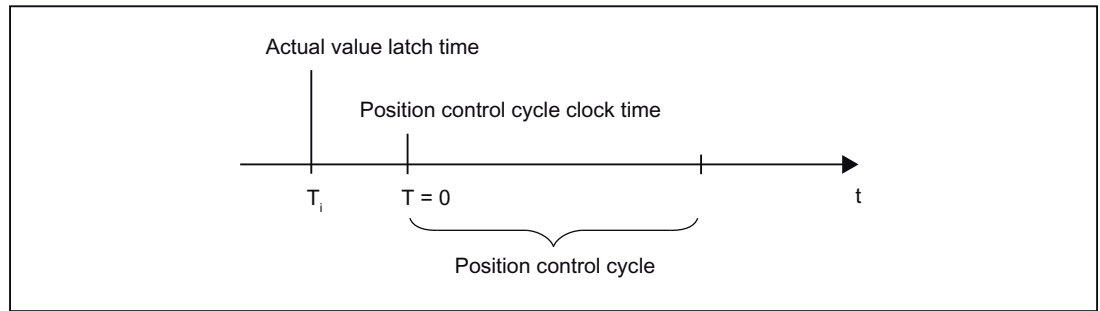 Actual value latch time
Position control cycle clock time
Ti
T = 0
t
Position control cycle